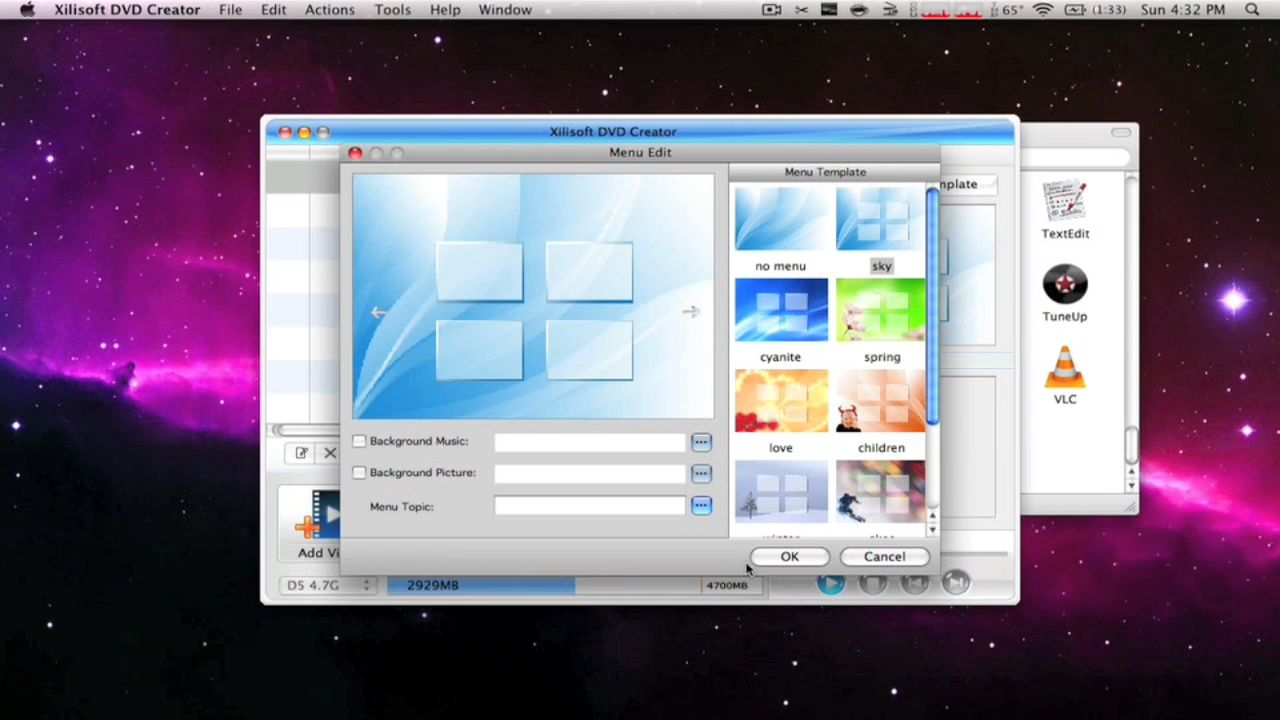 Xilisoft DVD Creator File Edit Actions Tools Help Window 65° (1:33) Sun 4:32 PM
Xilisoft DVD Creator
Menu Edit
Menu Template
mplate
no menu sky
TextEdit
TuneUp
cyanite spring
VLC
love children
Background Music:
Background Picture:
Menu Topic:
Add Vi
OK Cancel
D5 4.7G 2929MB 4700MB